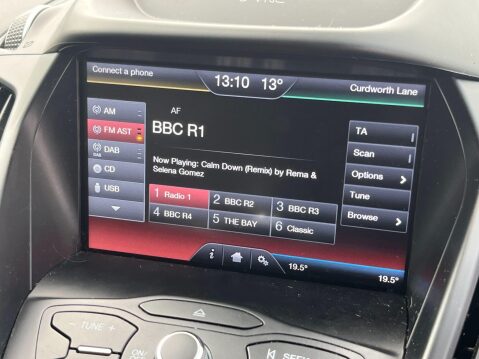 Connect a phone
13:10 13°
Curdworth Lane
AM
FM AST
DAB
DAB
CD
USB
AF
BBC R1
Now Playing: Calm Down (Remix) by Rema &
Selena Gomez
1 Radio 1
2 BBC R2
3 BBC R3
4 BBC R4
5 THE BAY
6 Classic
TA
Scan
Options
Tune
Browse
i
19.5°
19.5°
- TUNE +
ON/